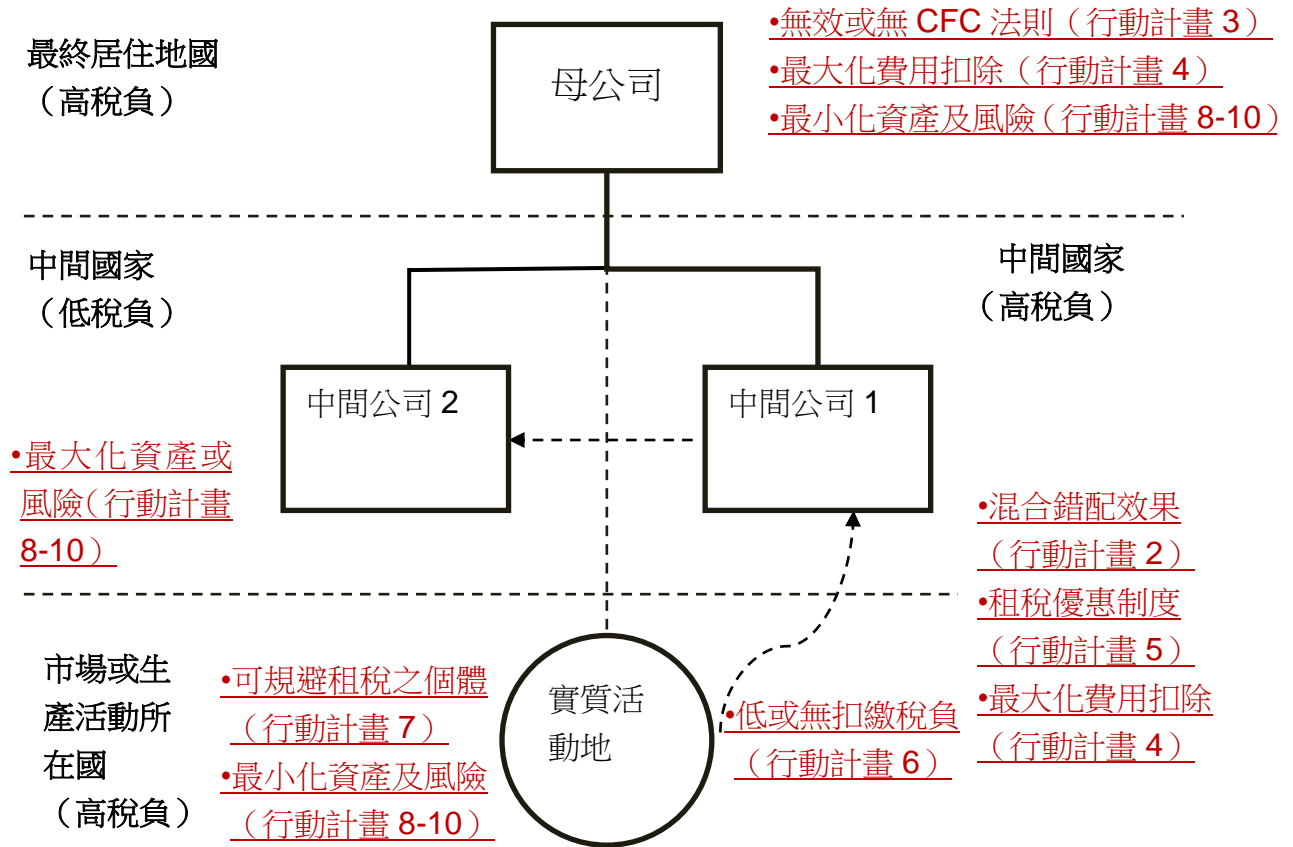 最終居住地國
（高稅負）
母公司
•無效或無 CFC 法則（行動計畫 3）
•最大化費用扣除（行動計畫 4）
•最小化資產及風險（行動計畫 8-10）
中間國家
（低稅負）
中間國家
（高稅負）
中間公司 2
中間公司 1
•最大化資產或
風險（行動計畫
8-10）
•混合錯配效果
（行動計畫 2）
•租稅優惠制度
（行動計畫 5）
•最大化費用扣除
（行動計畫 4）
市場或生
產活動所
在國
（高稅負）
•可規避租稅之個體
（行動計畫 7）
•最小化資產及風險
（行動計畫 8-10）
實質活
動地
•低或無扣繳稅負
（行動計畫 6）